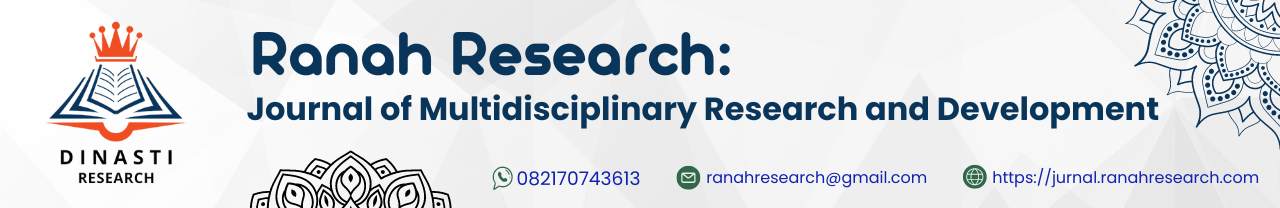 Ranah Research:
Journal of Multidisciplinary Research and Development
DINASTI
RESEARCH
082170743613
ranahresearch@gmail.com
https://jurnal.ranahresearch.com